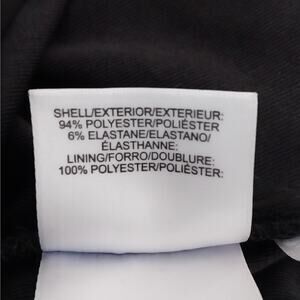 SHELL/EXTERIOR/EXTERIEUR:
94% POLYESTER/POLIÉSTER
6% ELASTANE/ELASTANO/
ÉLASTHANNE:
LINING/FORRO/DOUBLURE:
100% POLYESTER/POLIÉSTER: